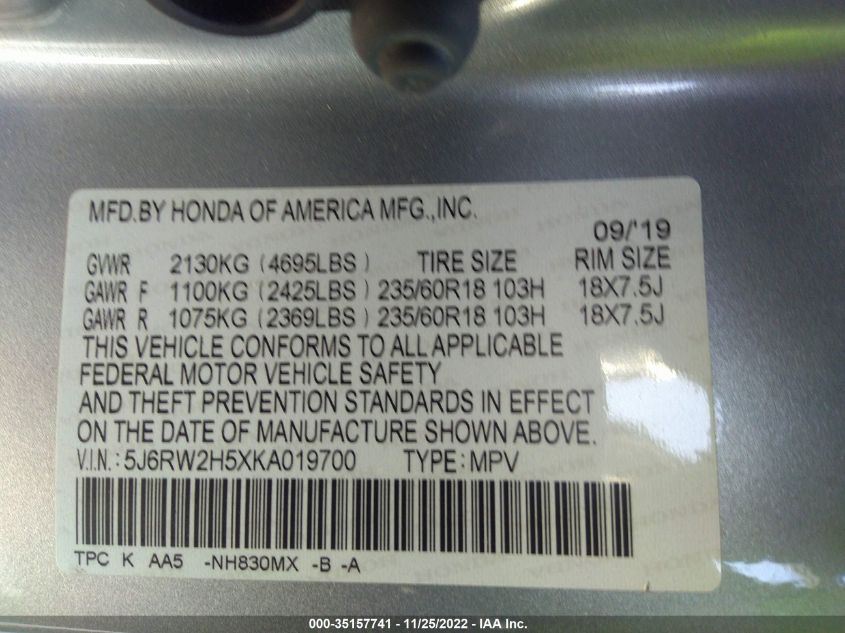 MFD.BY HONDA OF AMERICA MFG.,INC.
09/'19
GVWR 2130KG (4695LBS) TIRE SIZE RIM SIZE
GAWR F 1100KG (2425LBS) 235/60R18 103H 18X7.5J
GAWR R 1075KG (2369LBS) 235/60R18 103H 18X7.5J
THIS VEHICLE CONFORMS TO ALL APPLICABLE
FEDERAL MOTOR VEHICLE SAFETY
AND THEFT PREVENTION STANDARDS IN EFFECT
ON THE DATE OF MANUFACTURE SHOWN ABOVE.
V.I.N.: 5J6RW2H5XKA019700 TYPE: MPV
TPC K AA5 -NH830MX -B -A
000-35157741 - 11/25/2022 - IAA Inc.